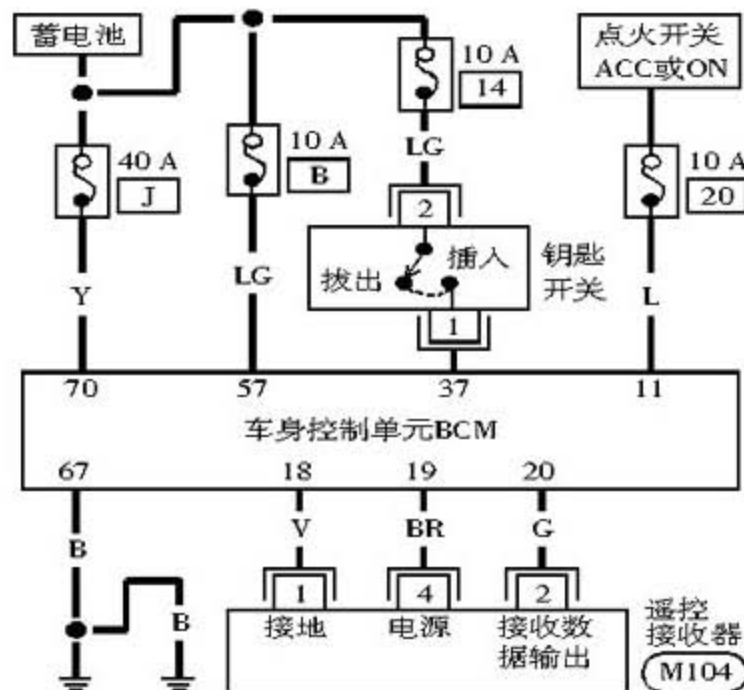 蓄电池
点火开关
ACC或ON
10 A
14
40 A
J
10 A
B
10 A
20
LG
2
拔出
插入
钥匙
开关
1
Y
LG
L
70
57
37
11
车身控制单元BCM
67
18
19
20
B
V
BR
G
B
1
4
2
接地
电源
接收数
据输出
遥控
接收器
M104